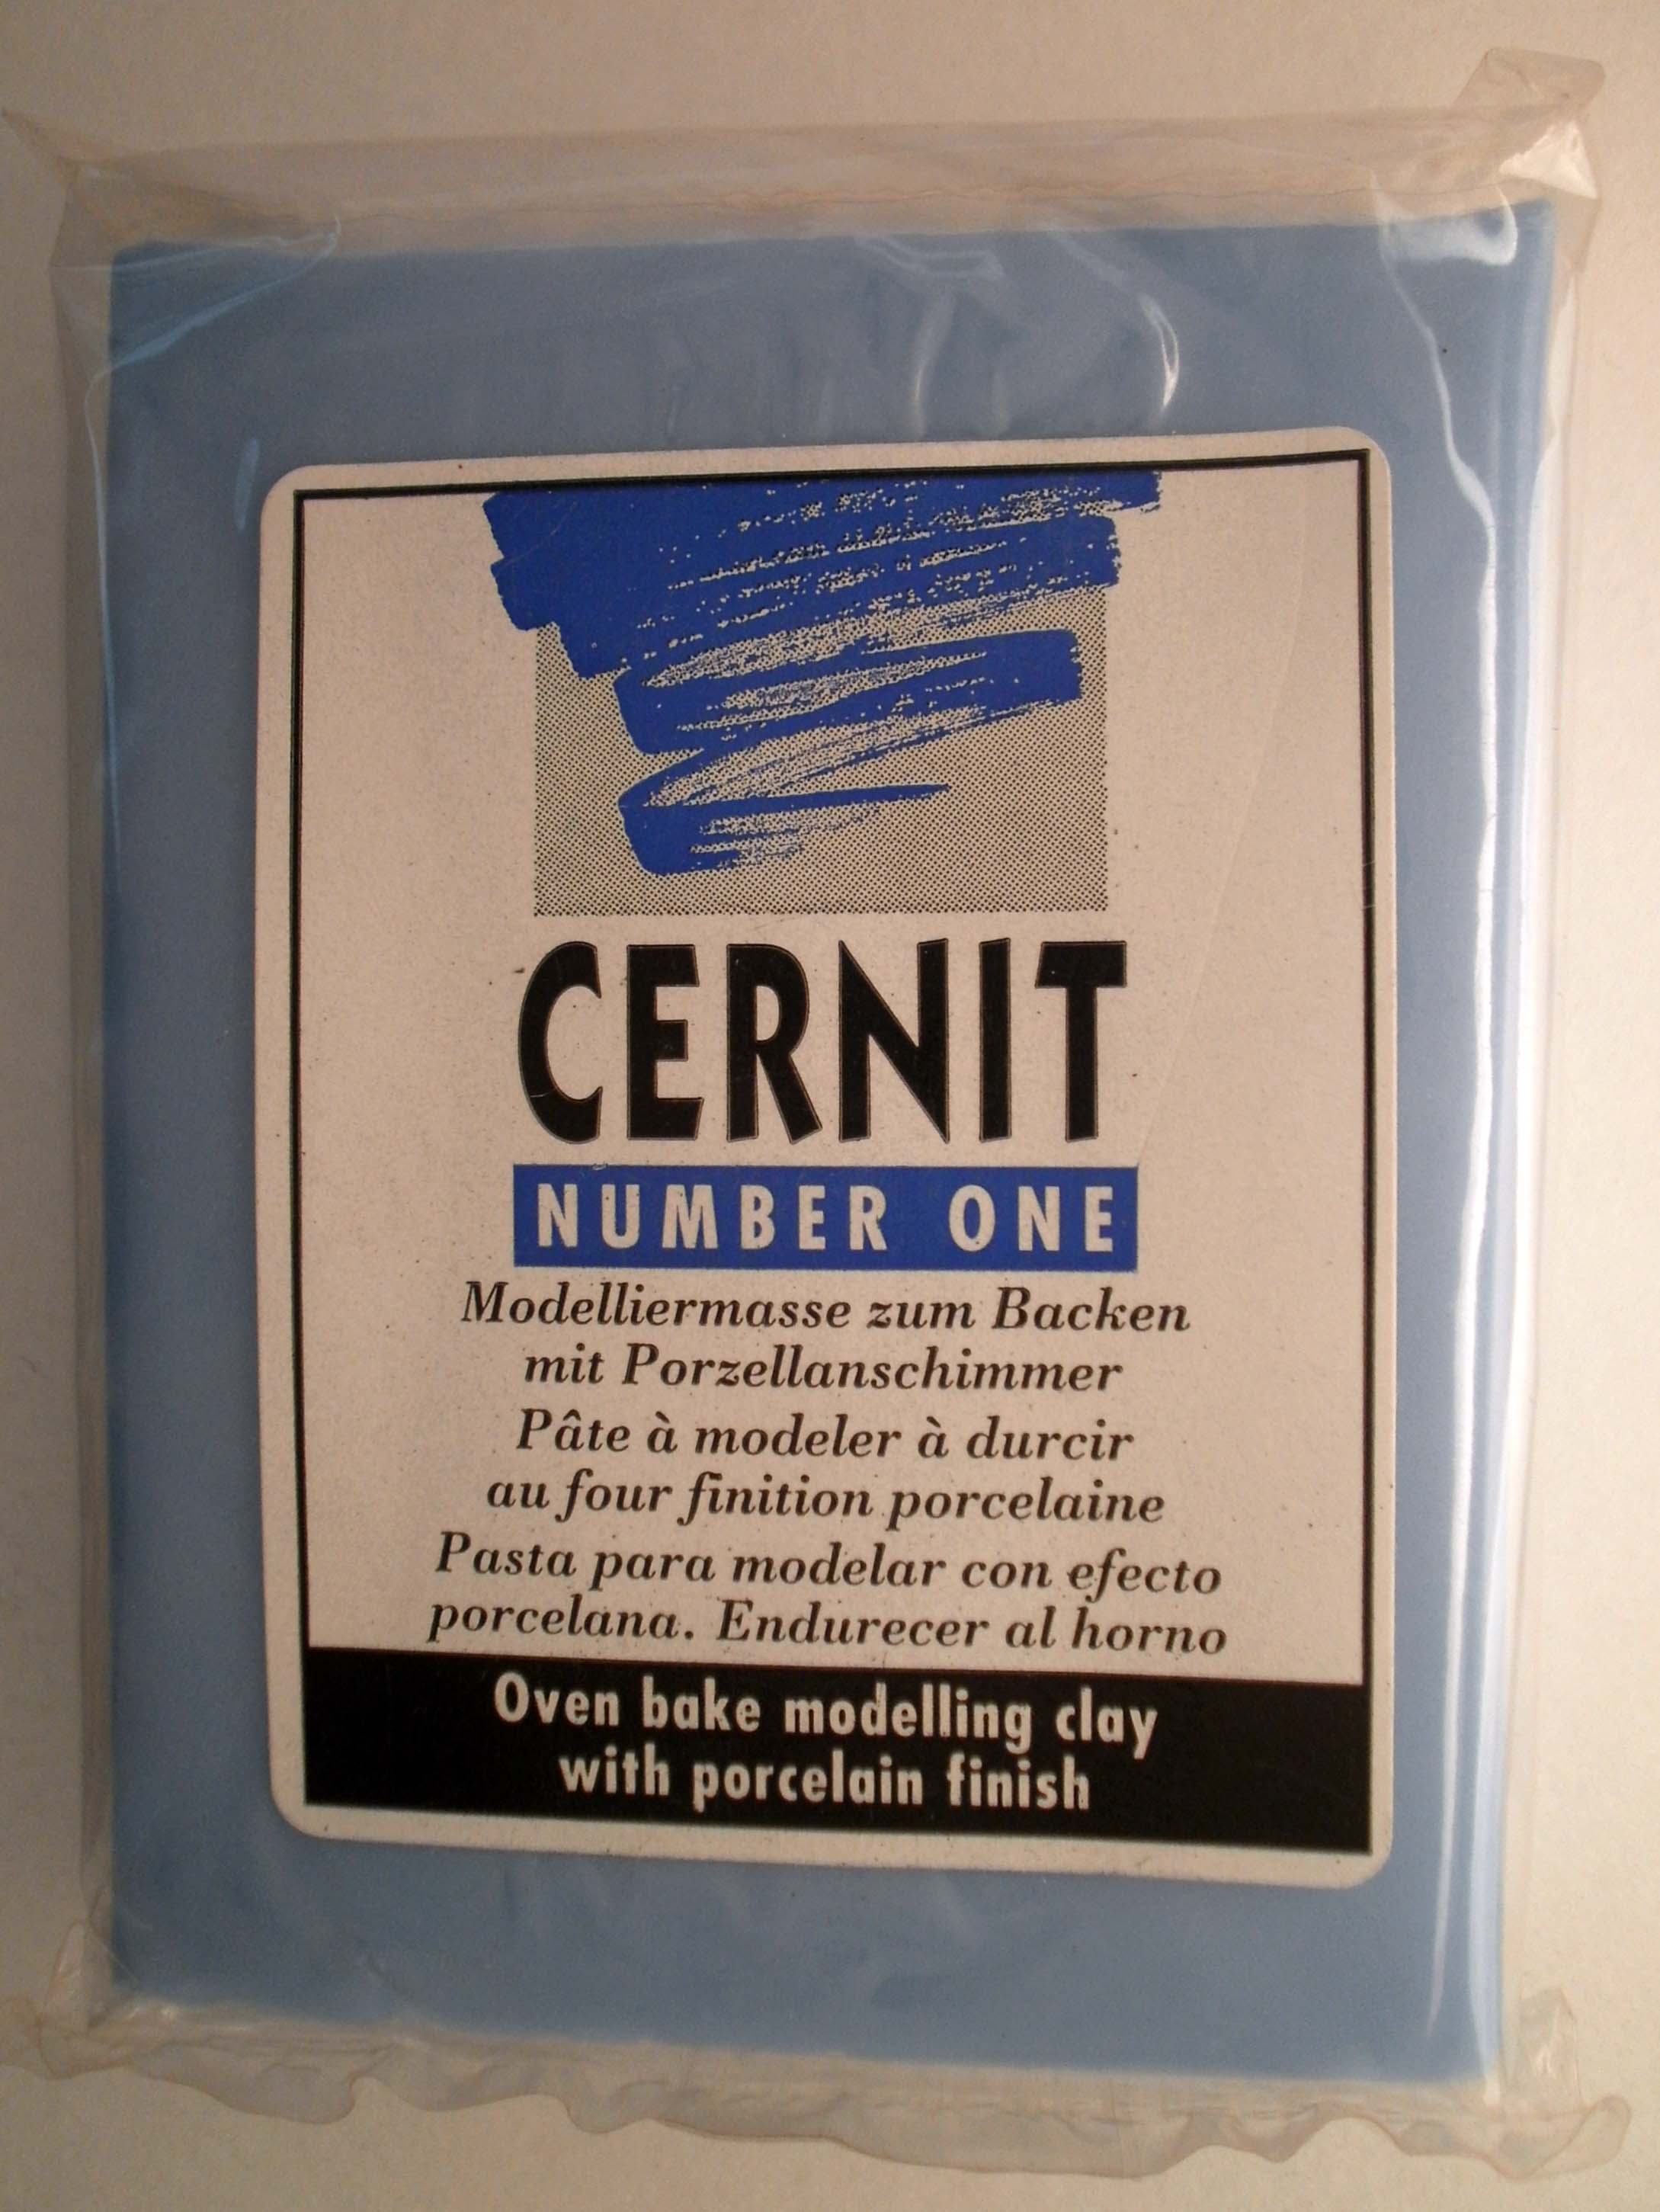 CERNIT
NUMBER ONE
Modelliermasse zum Backen
mit Porzellanschimmer
Pâte à modeler à durcir
au four finition porcelaine
Pasta para modelar con efecto
porcelana. Endurecer al horno
Oven bake modelling clay
with porcelain finish